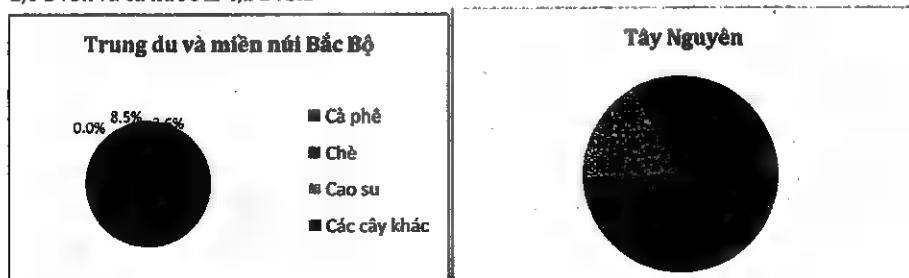 Trung du và miền núi Bắc Bộ
0.0%
8.5%
Cà phê
Chè
Cao su
Các cây khác
Tây Nguyên